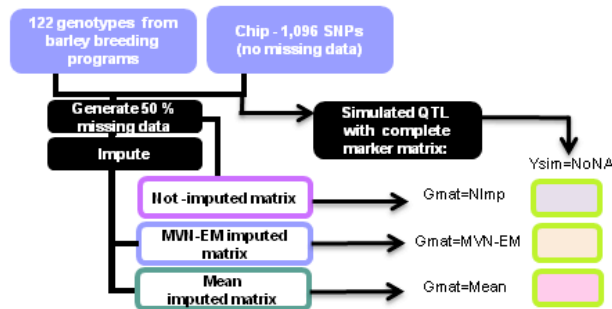 122 genotypes from
barley breeding
programs
Chip - 1,096 SNPs
(no missing data)
Generate 50 %
missing data
Impute
Simulated QTL
with complete
marker matrix:
Ysim=NoNA
Not -imputed matrix
Gmat=NImp
MVN-EM imputed
matrix
Gmat=MVN-EM
Mean
imputed matrix
Gmat=Mean